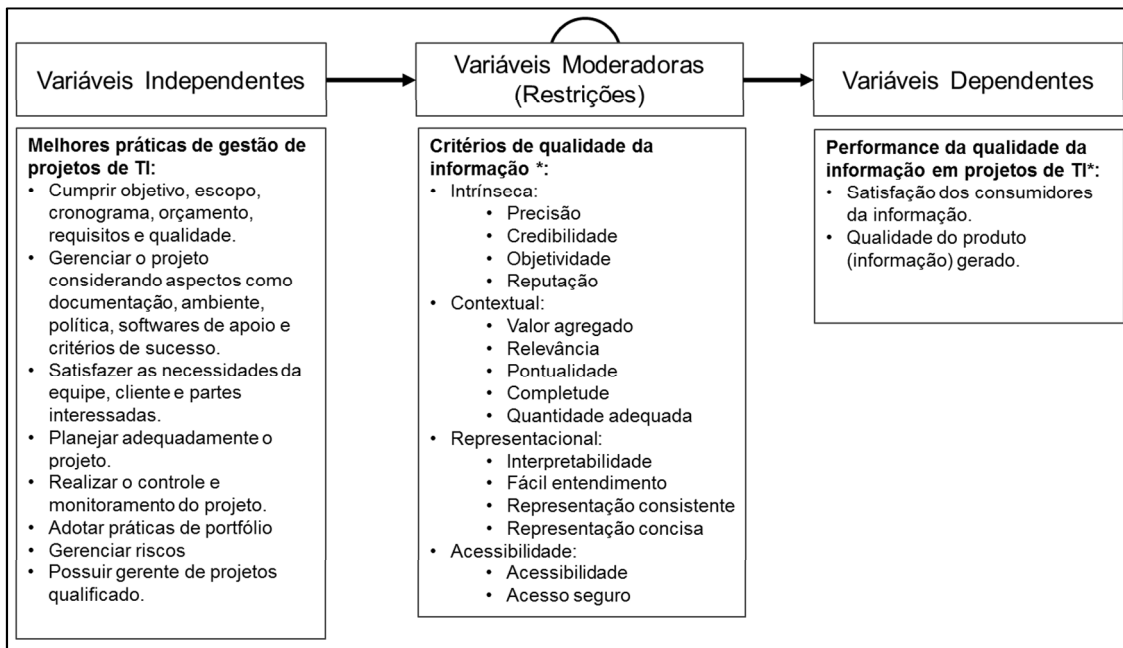 Variáveis Independentes
Variáveis Moderadoras
(Restrições)
Variáveis Dependentes
Melhores práticas de gestão de
projetos de TI:
• Cumprir objetivo, escopo,
cronograma, orçamento,
requisitos e qualidade.
• Gerenciar o projeto
considerando aspectos como
documentação, ambiente,
política, softwares de apoio e
critérios de sucesso.
• Satisfazer as necessidades da
equipe, cliente e partes
interessadas.
• Planejar adequadamente o
projeto.
• Realizar o controle e
monitoramento do projeto.
• Adotar práticas de portfólio
• Gerenciar riscos
• Possuir gerente de projetos
qualificado.
Critérios de qualidade da
informação *:
• Intrínseca:
• Precisão
• Credibilidade
• Objetividade
• Reputação
• Contextual:
• Valor agregado
• Relevância
• Pontualidade
• Completude
• Quantidade adequada
• Representacional:
• Interpretabilidade
• Fácil entendimento
• Representação consistente
• Representação concisa
• Acessibilidade:
• Acessibilidade
• Acesso seguro
Performance da qualidade da
informação em projetos de TI*:
• Satisfação dos consumidores
da informação.
• Qualidade do produto
(informação) gerado.